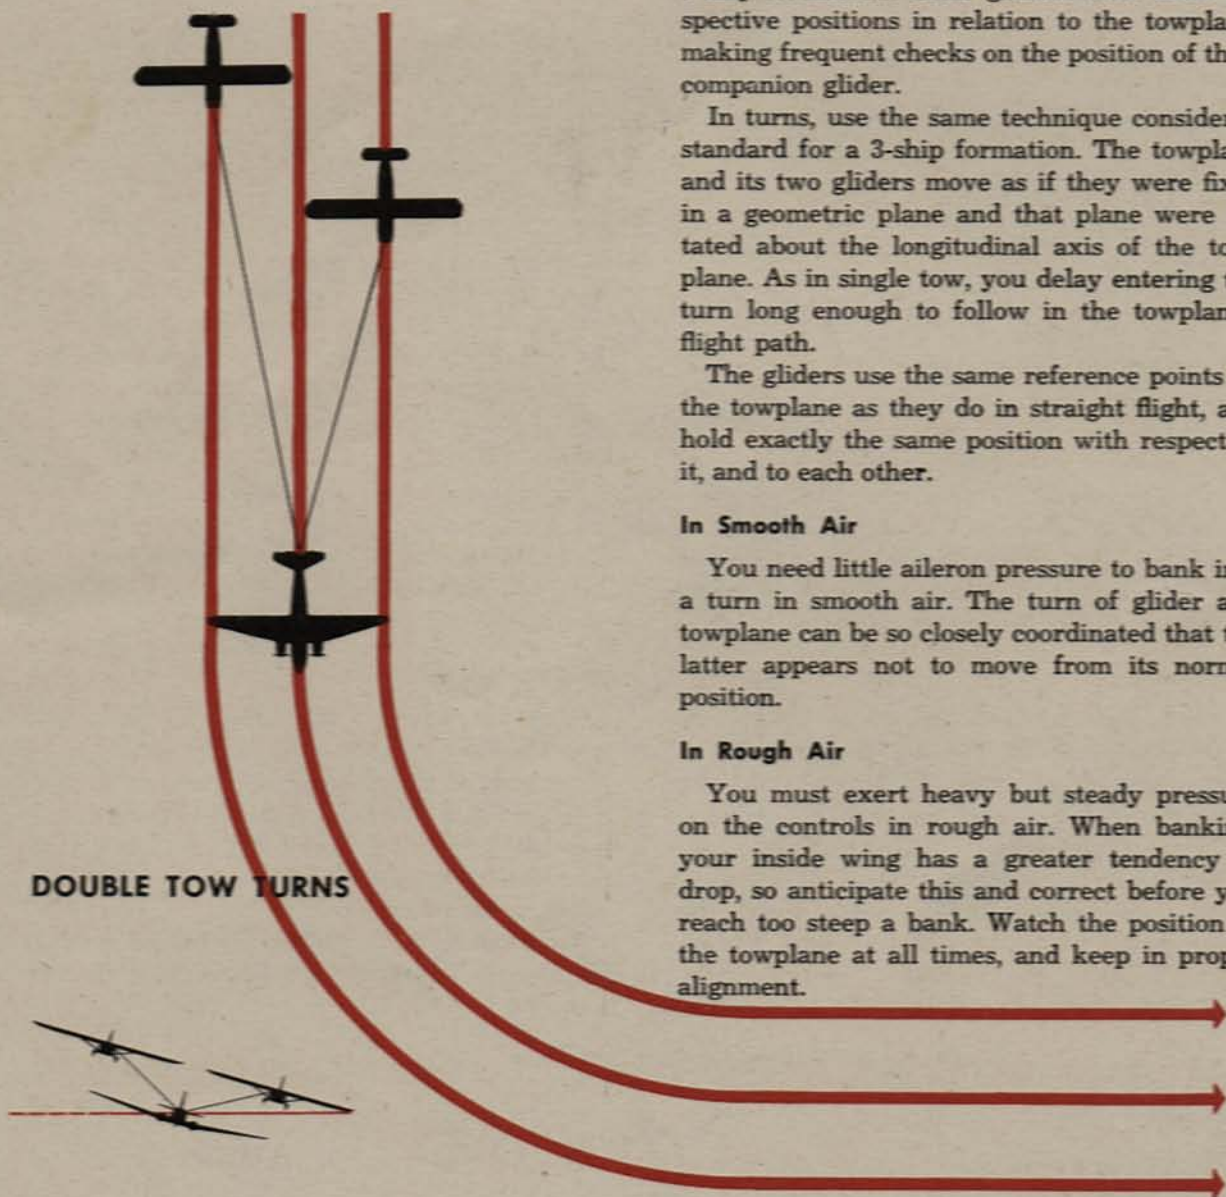 spective positions in relation to the towpla
making frequent checks on the position of th
companion glider.
In turns, use the same technique consider
standard for a 3-ship formation. The towpla
and its two gliders move as if they were fix
in a geometric plane and that plane were
tated about the longitudinal axis of the to
plane. As in single tow, you delay entering t
turn long enough to follow in the towplan
flight path.
The gliders use the same reference points
the towplane as they do in straight flight, a
hold exactly the same position with respect
it, and to each other.
In Smooth Air
You need little aileron pressure to bank in
a turn in smooth air. The turn of glider a
towplane can be so closely coordinated that t
latter appears not to move from its norm
position.
In Rough Air
You must exert heavy but steady pressu
on the controls in rough air. When banki
your inside wing has a greater tendency
drop, so anticipate this and correct before y
reach too steep a bank. Watch the position
the towplane at all times, and keep in prop
alignment.
DOUBLE TOW TURNS